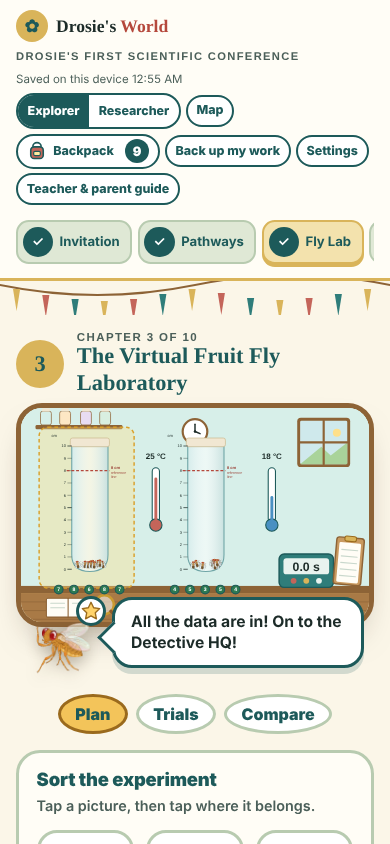 Drosie's World
DROSIE'S FIRST SCIENTIFIC CONFERENCE
Saved on this device 12:55 AM
Explorer Researcher Map
Backpack 9 Back up my work Settings
Teacher & parent guide
Invitation Pathways Fly Lab
CHAPTER 3 OF 10
3 The Virtual Fruit Fly
Laboratory
25 °C 18 °C
0.0 s
All the data are in! On to the
Detective HQ!
Plan Trials Compare
Sort the experiment
Tap a picture, then tap where it belongs.